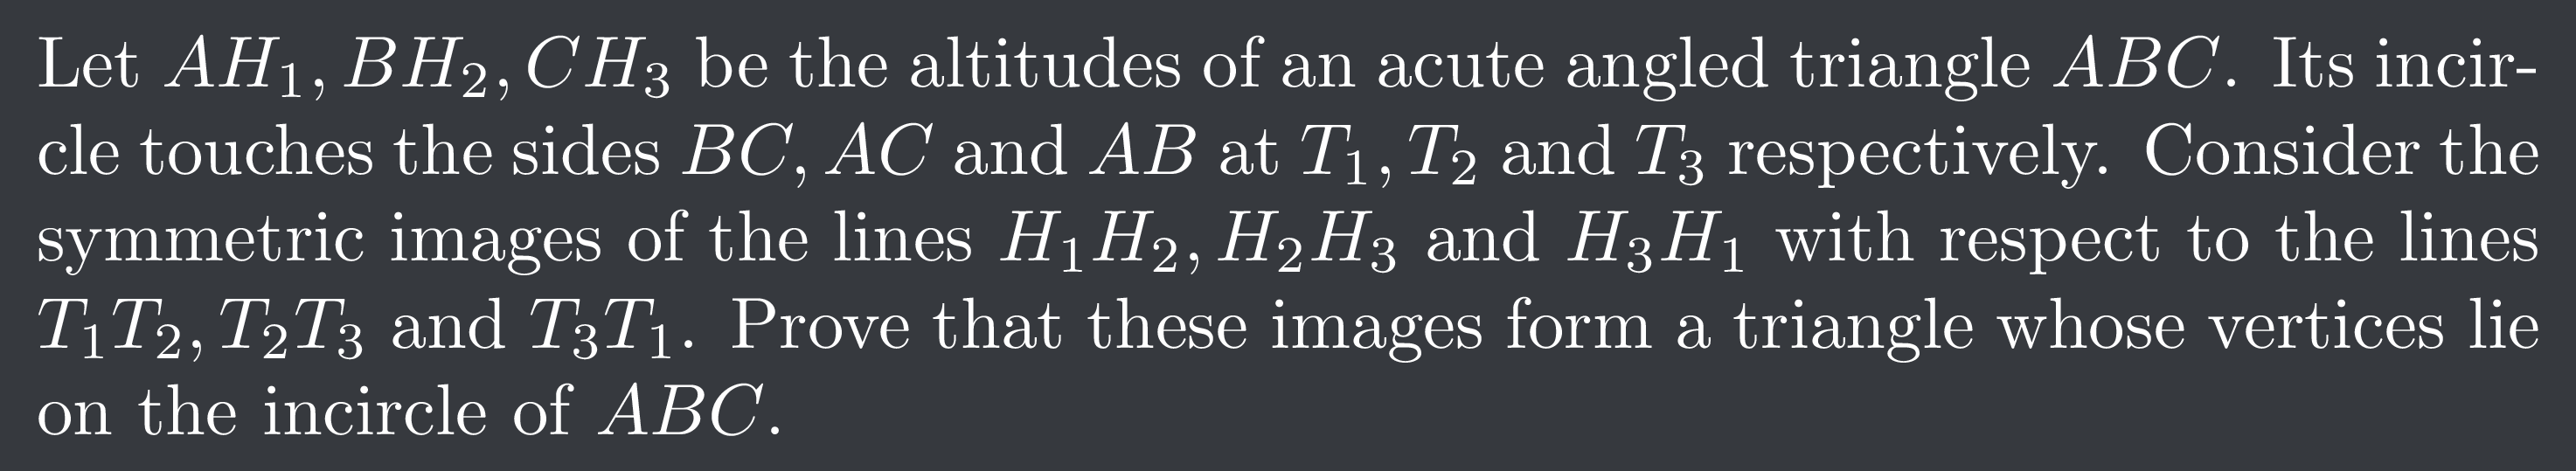 Let $AH_1, BH_2, CH_3$ be the altitudes of an acute angled triangle $ABC$. Its incir-
cle touches the sides $BC, AC$ and $AB$ at $T_1, T_2$ and $T_3$ respectively. Consider the
symmetric images of the lines $H_1H_2, H_2H_3$ and $H_3H_1$ with respect to the lines
$T_1T_2, T_2T_3$ and $T_3T_1$. Prove that these images form a triangle whose vertices lie
on the incircle of $ABC$.